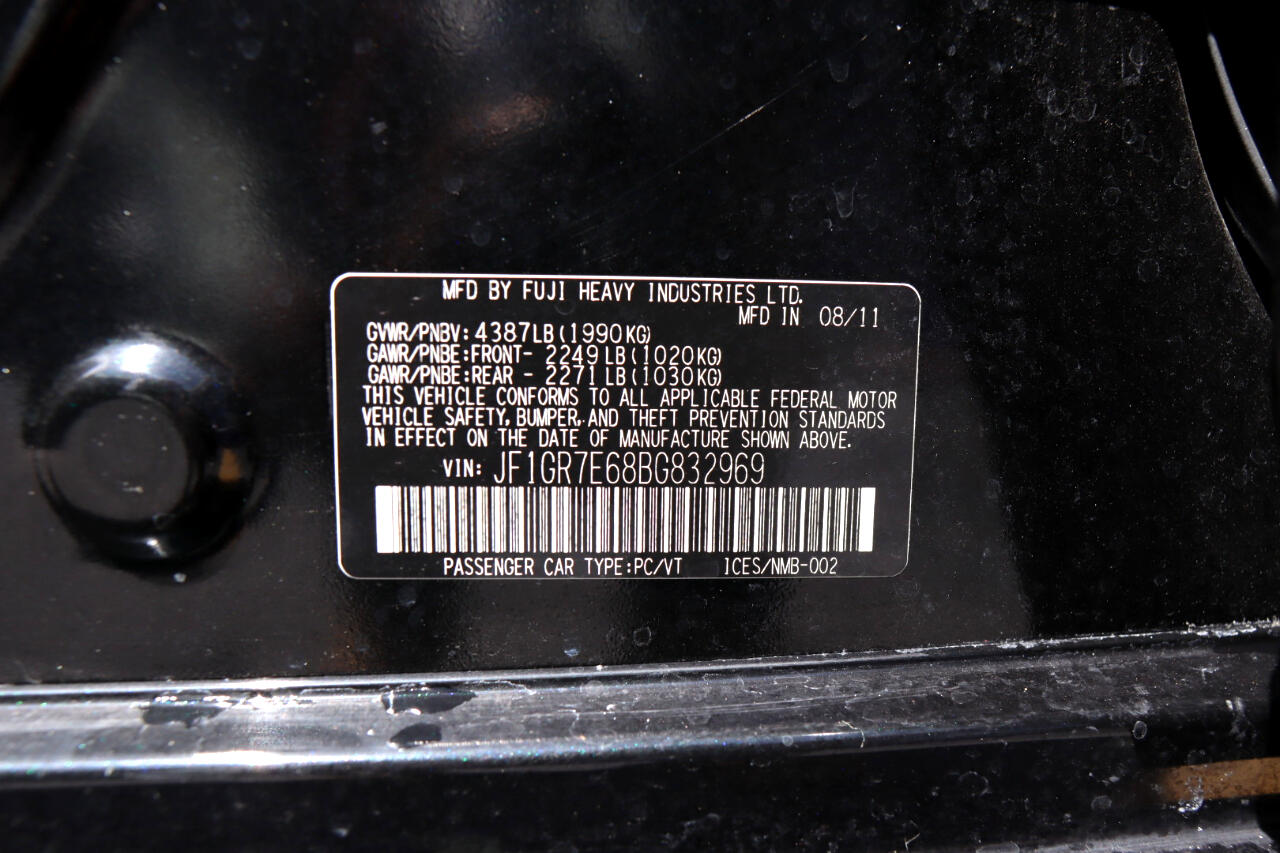 MFD BY FUJI HEAVY INDUSTRIES LTD.
MFD IN 08/11
GVWR/PNBV: 4387LB(1990KG)
GAWR/PNBE:FRONT- 2249LB(1020KG)
GAWR/PNBE:REAR - 2271LB(1030KG)
THIS VEHICLE CONFORMS TO ALL APPLICABLE FEDERAL MOTOR
VEHICLE SAFETY, BUMPER, AND THEFT PREVENTION STANDARDS
IN EFFECT ON THE DATE OF MANUFACTURE SHOWN ABOVE.
VIN: JF1GR7E68BG832969
PASSENGER CAR TYPE:PC/VT ICES/NMB-002